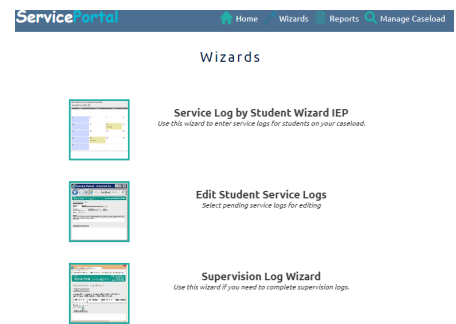 ServicePortal
Home Wizards Reports Manage Caseload
Wizards
Service Log by Student Wizard IEP
Use this wizard to enter service logs for students on your caseload.
Edit Student Service Logs
Select pending service logs for editing
Supervision Log Wizard
Use this wizard if you need to complete supervision logs.